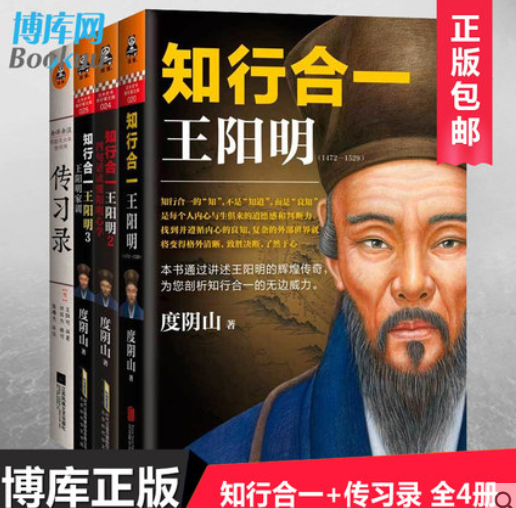 博库网
Bookuu
正版包邮
知行合一
王阳明
(1472-1529)
知行合一的“知”,不是“知道”,而是“良知”
是每个人内心与生俱来的道德感和判断力
找到并遵循内心的良知,复杂的外部世界就
将变得格外清晰,致胜决断,了然于心
本书通过讲述王阳明的辉煌传奇,
为您剖析知行合一的无边威力。
度阴山 著
020
知行合一
王阳明
度阴山 著
024
知行合一
王阳明2
度阴山 著
025
知行合一
王阳明3
王阳明家训
度阴山 著
传习录
博库正版
知行合一+传习录 全4册